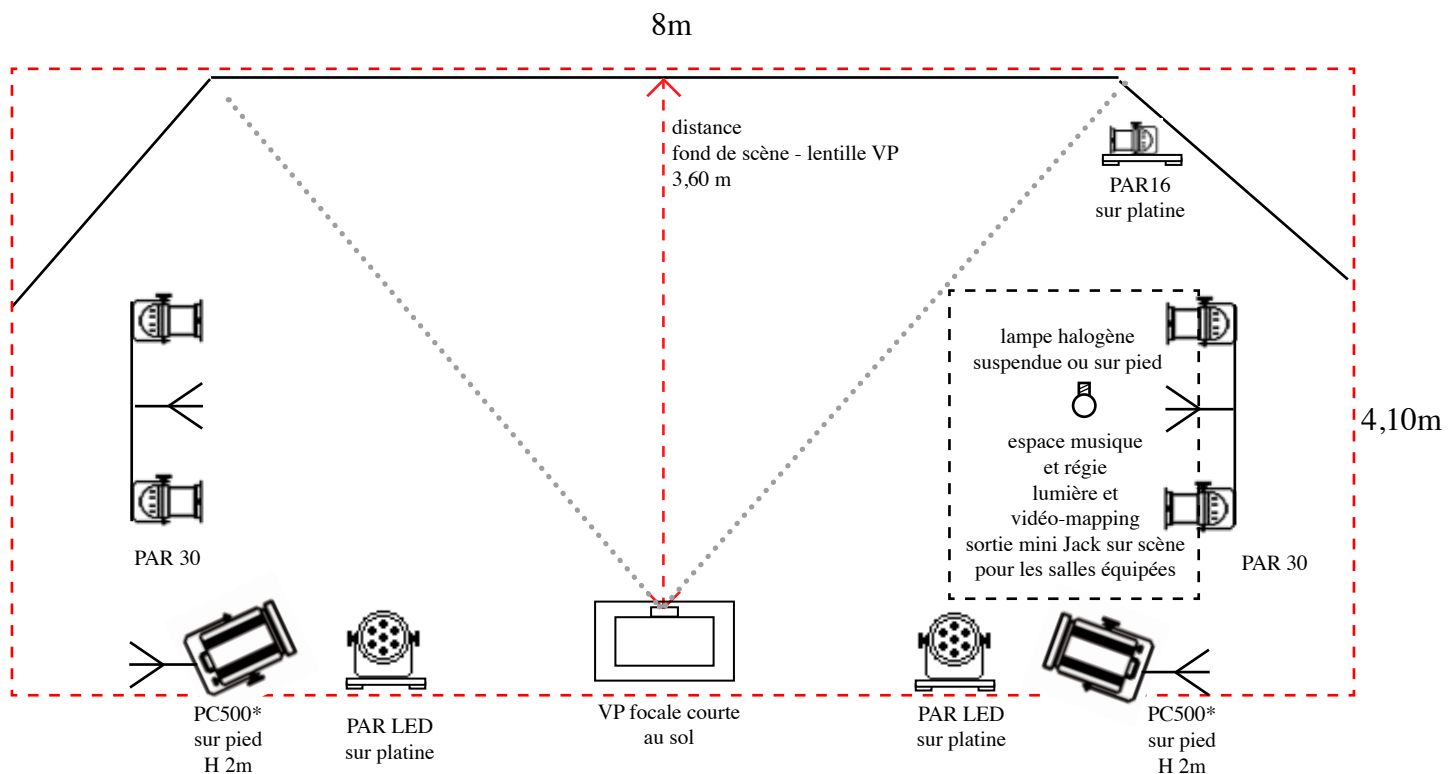 8m
distance
fond de scène - lentille VP
3,60 m
PAR16
sur platine
lampe halogène
suspendue ou sur pied
4,10m
espace musique
et régie
lumière et
vidéo-mapping
sortie mini Jack sur scène
pour les salles équipées
PAR 30
PAR 30
PC500*
sur pied
H 2m
PAR LED
sur platine
VP focale courte
au sol
PAR LED
sur platine
PC500*
sur pied
H 2m